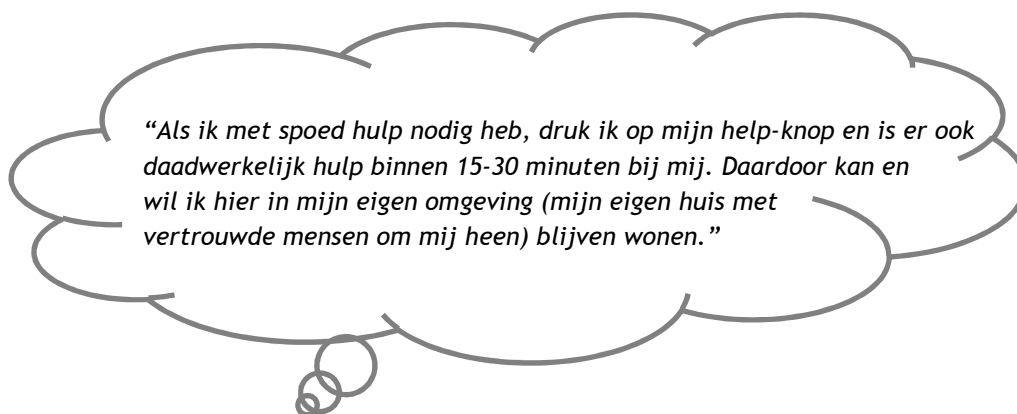 “Als ik met spoed hulp nodig heb, druk ik op mijn help-knop en is er ook
daadwerkelijk hulp binnen 15-30 minuten bij mij. Daardoor kan en
wil ik hier in mijn eigen omgeving (mijn eigen huis met
vertrouwde mensen om mij heen) blijven wonen.”